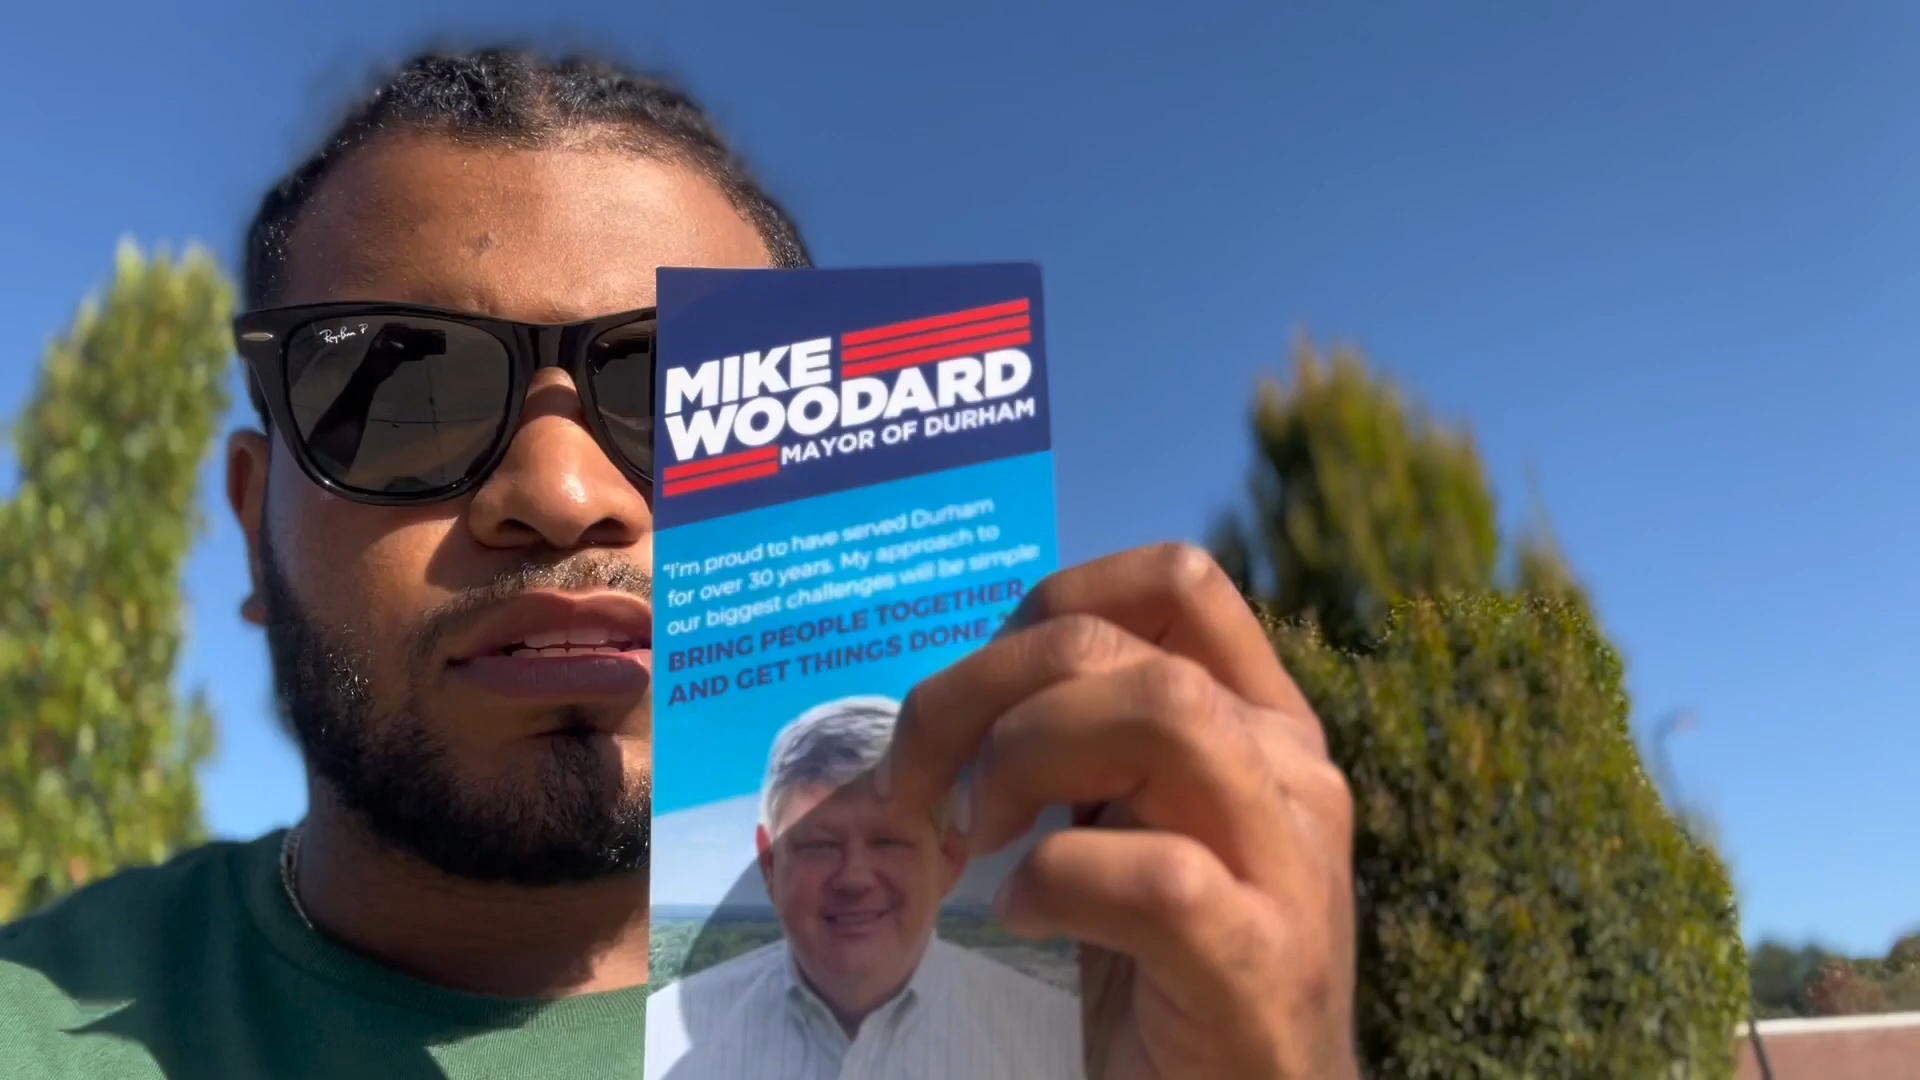 Ray-Ban P
MIKE
WOODARD
MAYOR OF DURHAM
"I'm proud to have served Durham
for over 30 years. My approach to
our biggest challenges will be simple:
BRING PEOPLE TOGETHER
AND GET THINGS DONE."